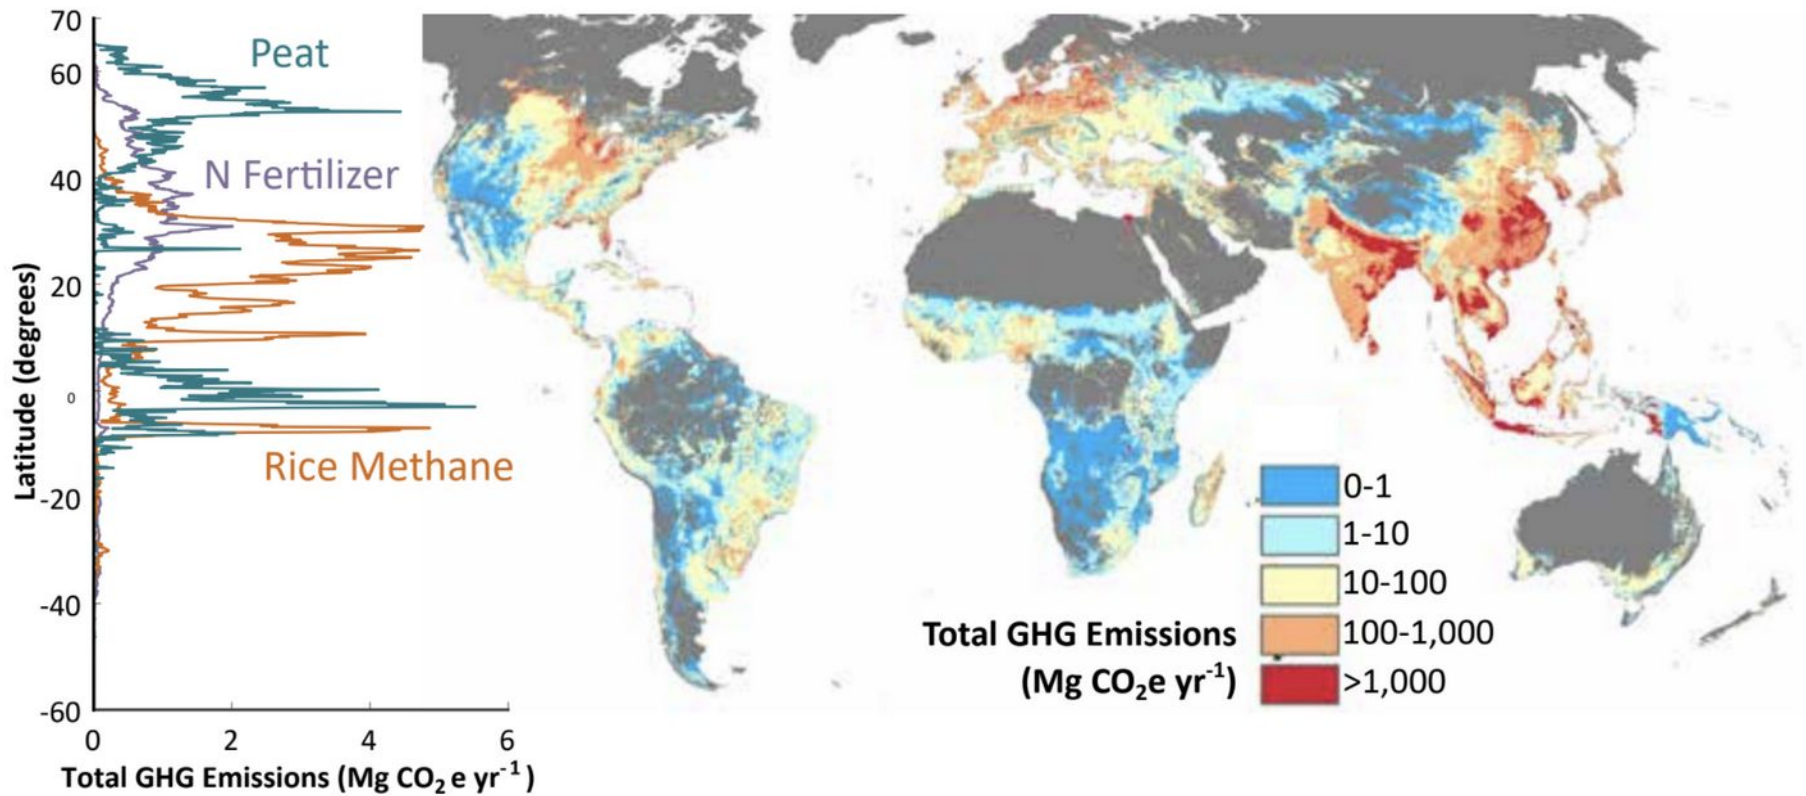 70
60
40
20
0
-20
-40
-60
Latitude (degrees)
0 2 4 6
Total GHG Emissions (Mg CO₂ e yr⁻¹)
Peat
N Fertilizer
Rice Methane
Total GHG Emissions
(Mg CO₂e yr⁻¹)
0-1
1-10
10-100
100-1,000
>1,000